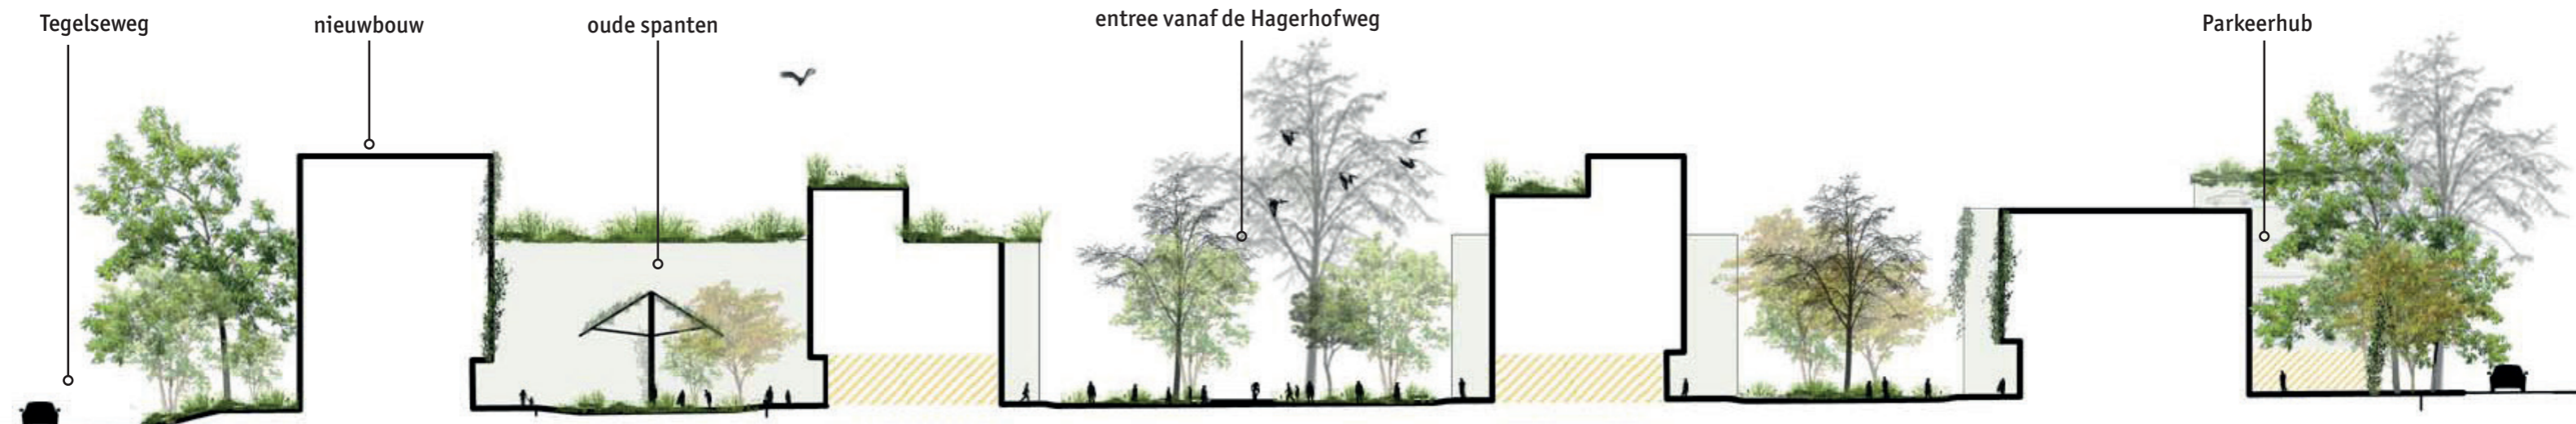 Tegelseweg
nieuwbouw
oude spanten
entree vanaf de Hagerhofweg
Parkeerhub